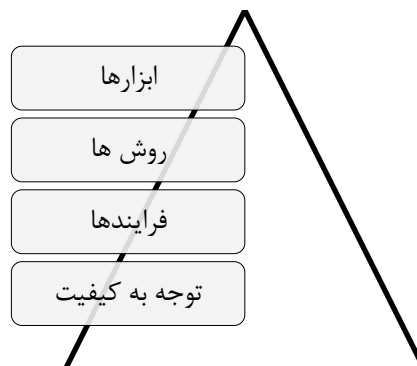 ابزارها
روش ها
فرایندها
توجه به کیفیت